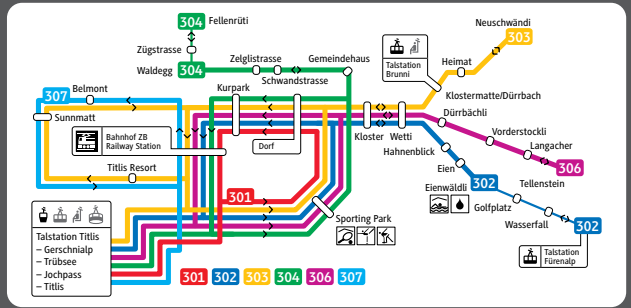 304
Fellenrüti
Zügstrasse
Waldegg
304
Zelglistrasse
Schwandstrasse
Gemeindehaus
Neuschwändi
303
Heimat
Talstation
Brunni
307
Belmont
Kurpark
Klostermatte/Dürrbach
Sunnmatt
Bahnhof ZB
Railway Station
Dorf
Kloster
Wetti
Dürrbächli
Hahnenblick
Vorderstockli
Langacher
306
Eien
Titlis Resort
Eienwäldli
302
Tellenstein
301
Golfplatz
Wasserfall
302
Sporting Park
Talstation
Fürenalp
Talstation Titlis
– Gerschnialp
– Trübsee
– Jochpass
– Titlis
301 302 303 304 306 307